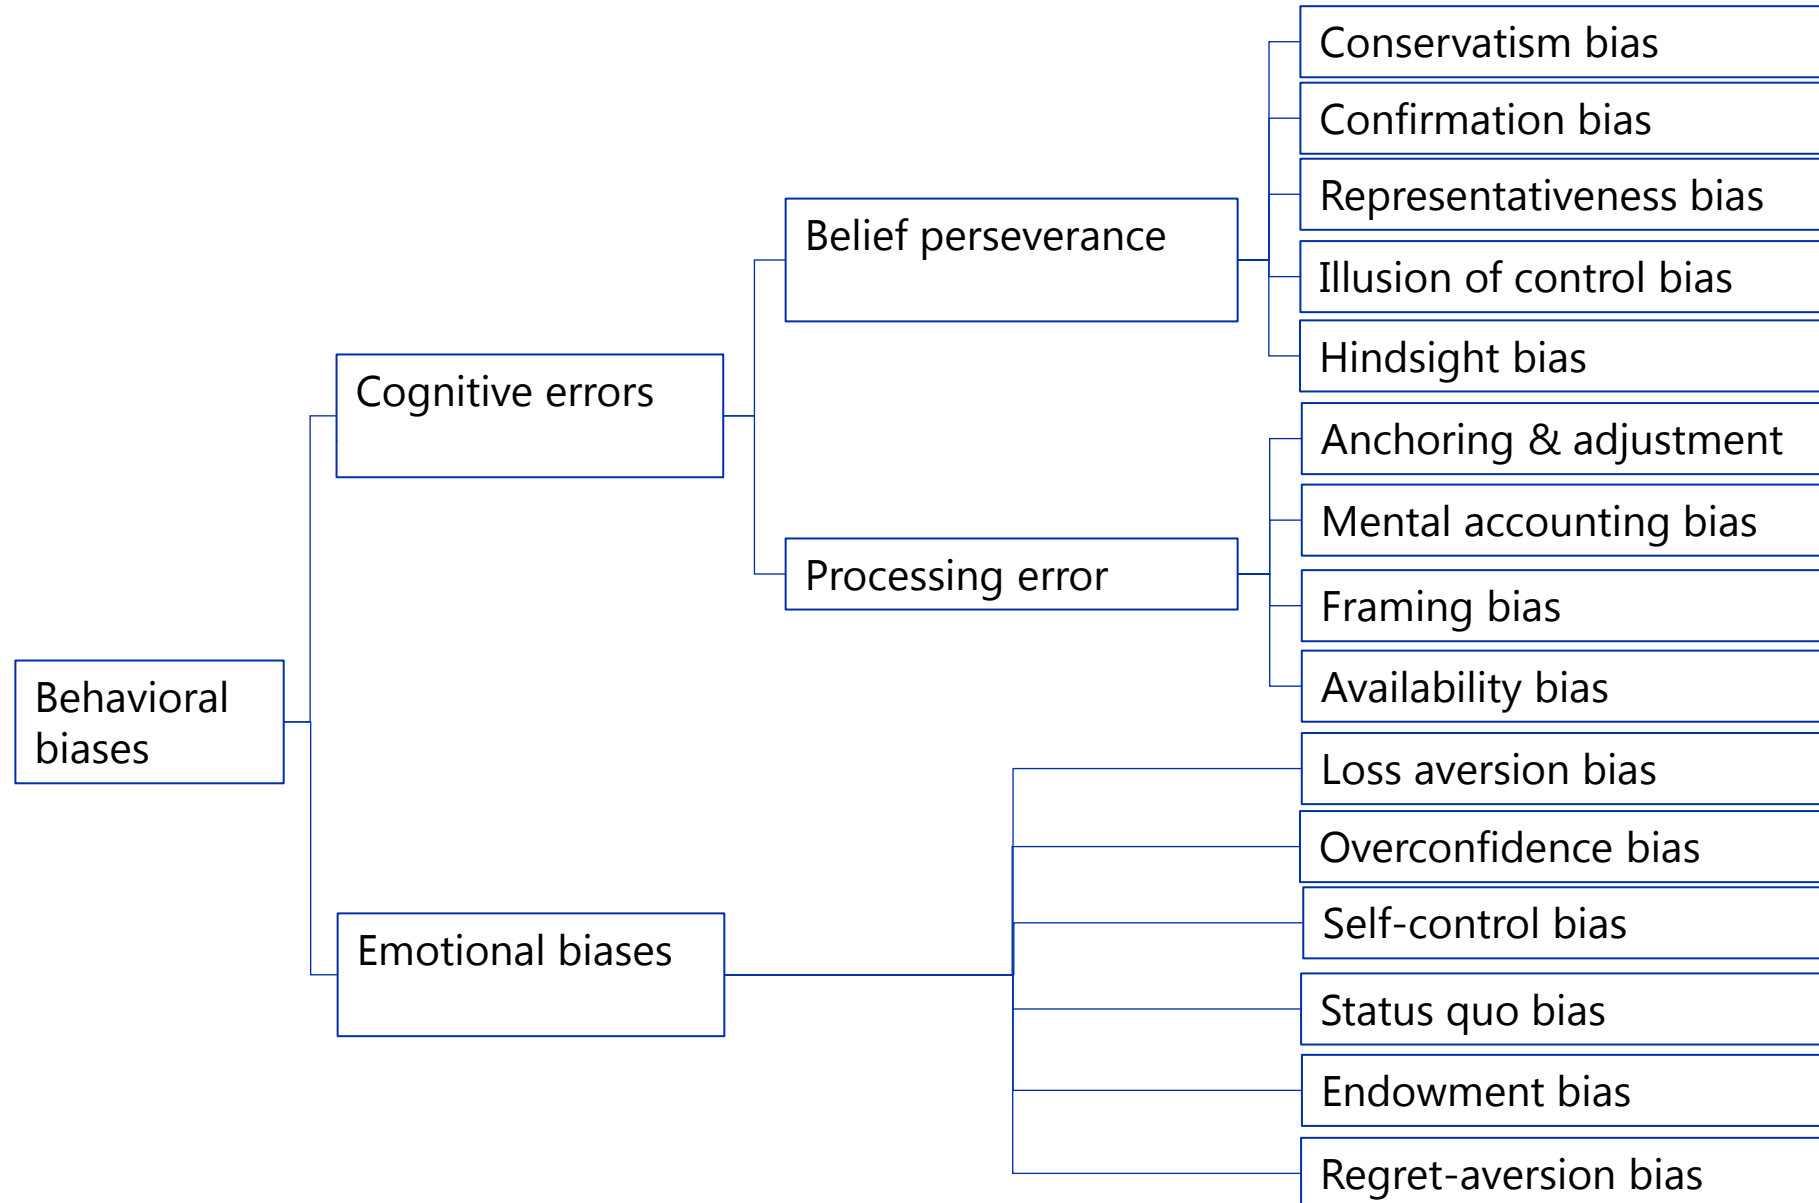 Conservatism bias
Confirmation bias
Representativeness bias
Belief perseverance
Illusion of control bias
Hindsight bias
Cognitive errors
Anchoring & adjustment
Mental accounting bias
Processing error
Framing bias
Availability bias
Behavioral
biases
Loss aversion bias
Overconfidence bias
Self-control bias
Emotional biases
Status quo bias
Endowment bias
Regret-aversion bias